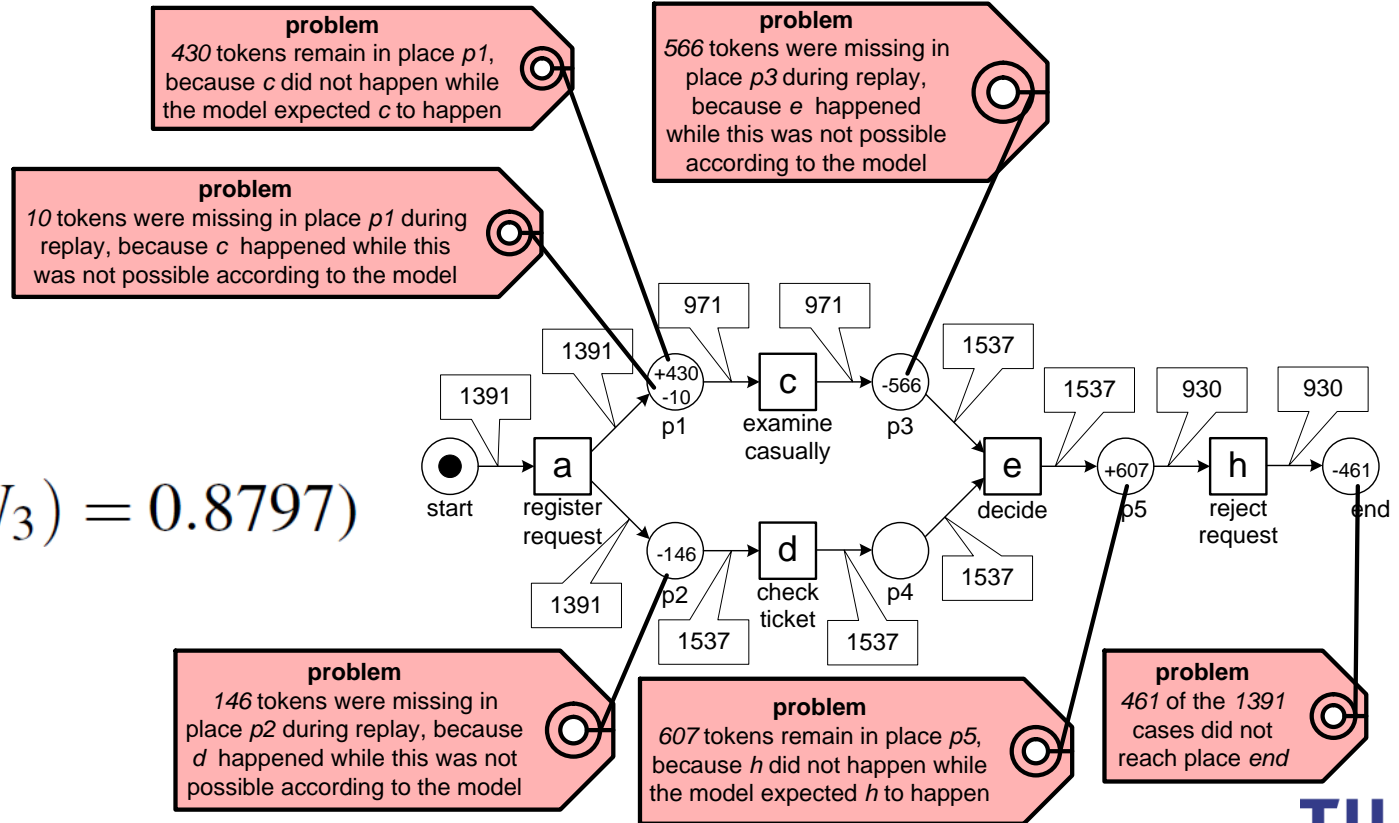 problem
430 tokens remain in place p1,
because c did not happen while
the model expected c to happen
problem
566 tokens were missing in
place p3 during replay,
because e happened
while this was not possible
according to the model
problem
10 tokens were missing in place p1 during
replay, because c happened while this
was not possible according to the model
971
971
1391
1537
1391
1537
930
930
+430
-10
p1
c
examine
casually
-566
p3
start
a
register
request
e
decide
+607
p5
h
reject
request
-461
end
3) = 0.8797)
1391
-146
p2
1537
d
check
ticket
1537
p4
1537
problem
146 tokens were missing in
place p2 during replay, because
d happened while this was not
possible according to the model
problem
607 tokens remain in place p5,
because h did not happen while
the model expected h to happen
problem
461 of the 1391
cases did not
reach place end